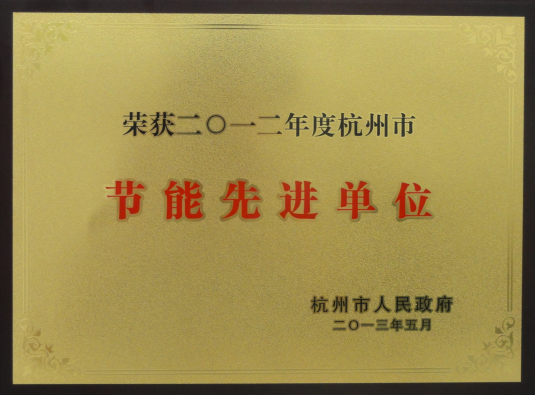 荣获二〇一二年度杭州市
节能先进单位
杭州市人民政府
二〇一三年五月